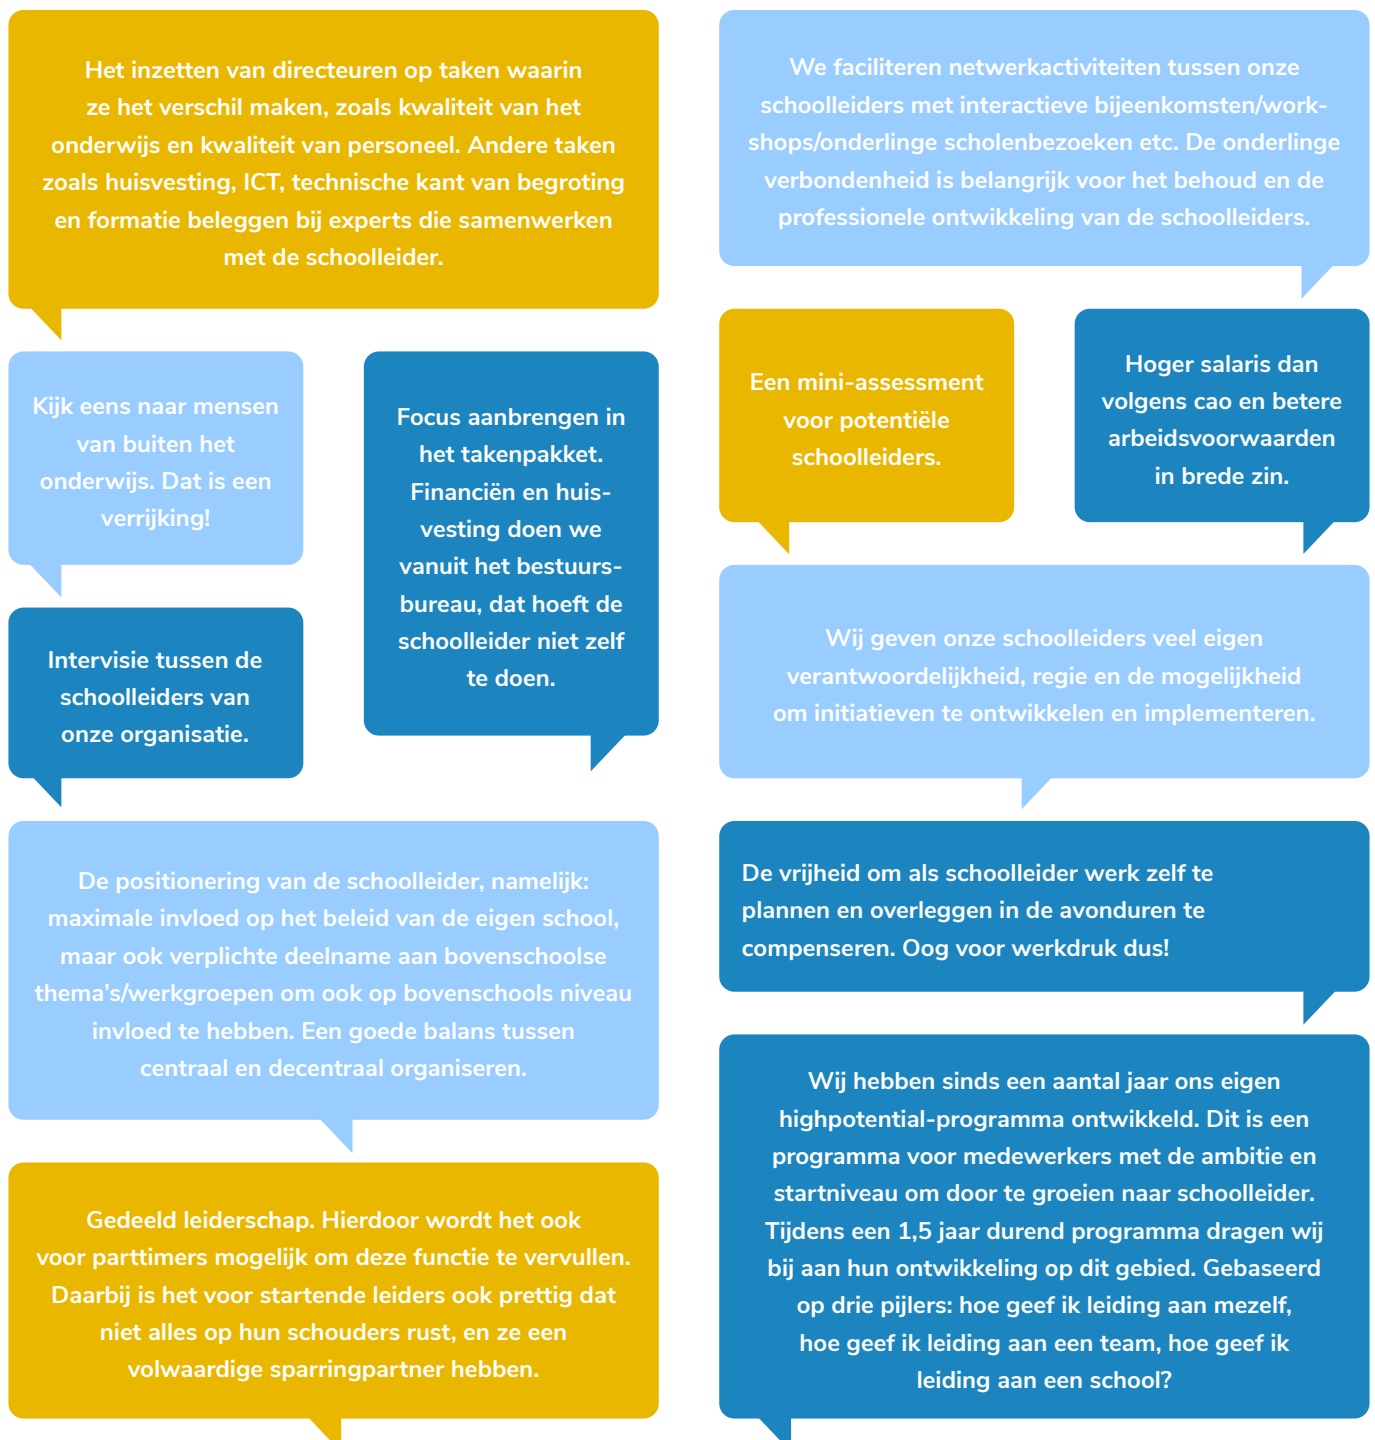 Het inzetten van directeuren op taken waarin
ze het verschil maken, zoals kwaliteit van het
onderwijs en kwaliteit van personeel. Andere taken
zoals huisvesting, ICT, technische kant van begroting
en formatie beleggen bij experts die samenwerken
met de schoolleider.
Kijk eens naar mensen
van buiten het
onderwijs. Dat is een
verrijking!
Focus aanbrengen in
het takenpakket.
Financiën en huis-
vesting doen we
vanuit het bestuurs-
bureau, dat hoeft de
schoolleider niet zelf
te doen.
Intervisie tussen de
schoolleiders van
onze organisatie.
De positionering van de schoolleider, namelijk:
maximale invloed op het beleid van de eigen school,
maar ook verplichte deelname aan bovenschoolse
thema’s/werkgroepen om ook op bovenschools niveau
invloed te hebben. Een goede balans tussen
centraal en decentraal organiseren.
Gedeeld leiderschap. Hierdoor wordt het ook
voor parttimers mogelijk om deze functie te vervullen.
Daarbij is het voor startende leiders ook prettig dat
niet alles op hun schouders rust, en ze een
volwaardige sparringpartner hebben.
We faciliteren netwerkactiviteiten tussen onze
schoolleiders met interactieve bijeenkomsten/work-
shops/onderlinge scholenbezoeken etc. De onderlinge
verbondenheid is belangrijk voor het behoud en de
professionele ontwikkeling van de schoolleiders.
Een mini-assessment
voor potentiële
schoolleiders.
Hoger salaris dan
volgens cao en betere
arbeidsvoorwaarden
in brede zin.
Wij geven onze schoolleiders veel eigen
verantwoordelijkheid, regie en de mogelijkheid
om initiatieven te ontwikkelen en implementeren.
De vrijheid om als schoolleider werk zelf te
plannen en overleggen in de avonduren te
compenseren. Oog voor werkdruk dus!
Wij hebben sinds een aantal jaar ons eigen
highpotential-programma ontwikkeld. Dit is een
programma voor medewerkers met de ambitie en
startniveau om door te groeien naar schoolleider.
Tijdens een 1,5 jaar durend programma dragen wij
bij aan hun ontwikkeling op dit gebied. Gebaseerd
op drie pijlers: hoe geef ik leiding aan mezelf,
hoe geef ik leiding aan een team, hoe geef ik
leiding aan een school?